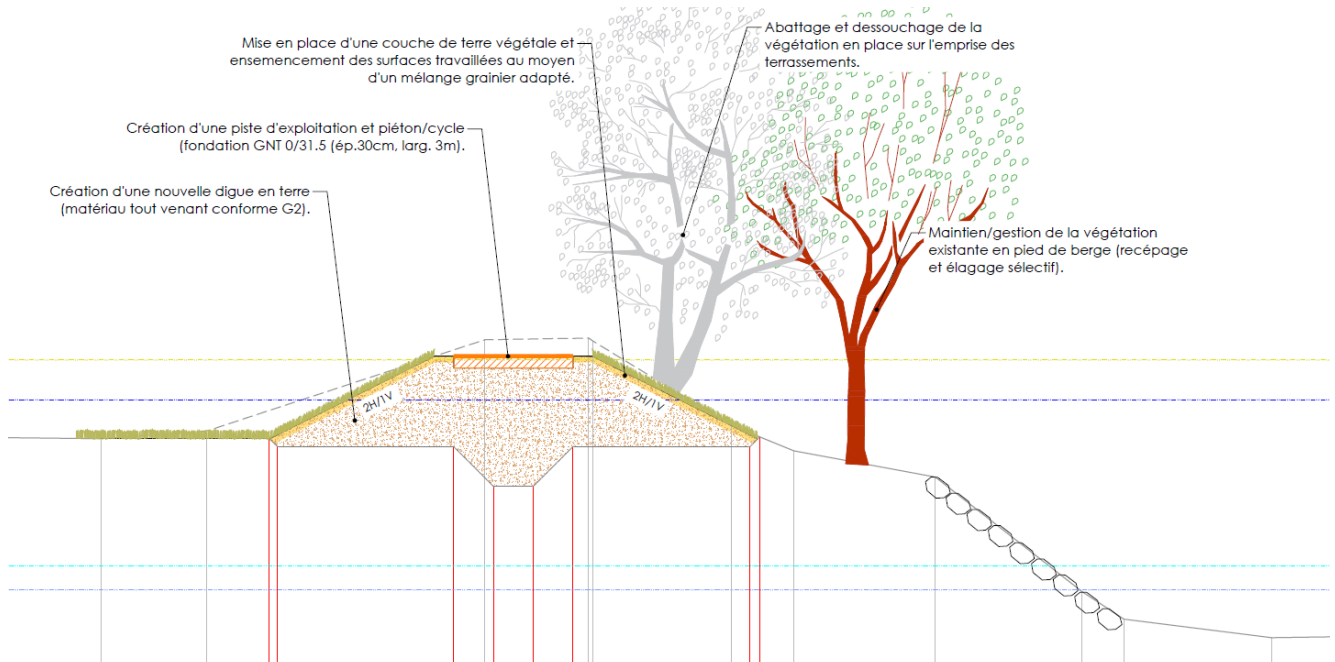 Mise en place d'une couche de terre végétale et
ensemencement des surfaces travaillées au moyen
d'un mélange grainier adapté.
Abattage et dessouchage de la
végétation en place sur l'emprise des
terrassements.
Création d'une piste d'exploitation et piéton/cycle
(fondation GNT 0/31.5 (ép.30cm, larg. 3m).
Création d'une nouvelle digue en terre
(matériau tout venant conforme G2).
Maintien/gestion de la végétation
existante en pied de berge (recépage
et élagage sélectif).
2H/1V
2H/1V